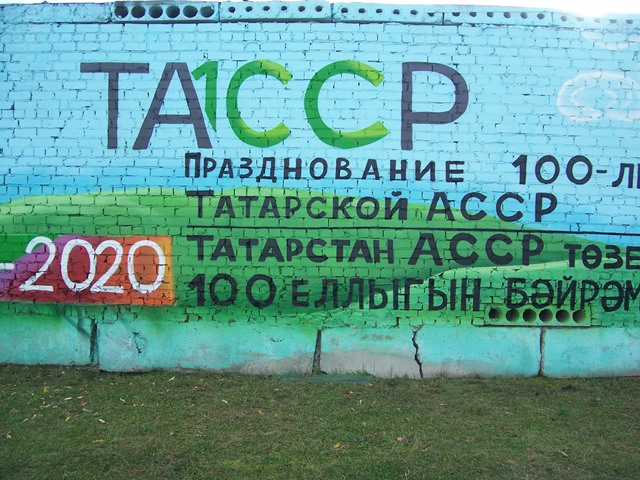 ТАССР
Празднование 100-ле
Татарской АССР
-2020
Татарстан АССР төзе
100 еллыгын бәйрәм